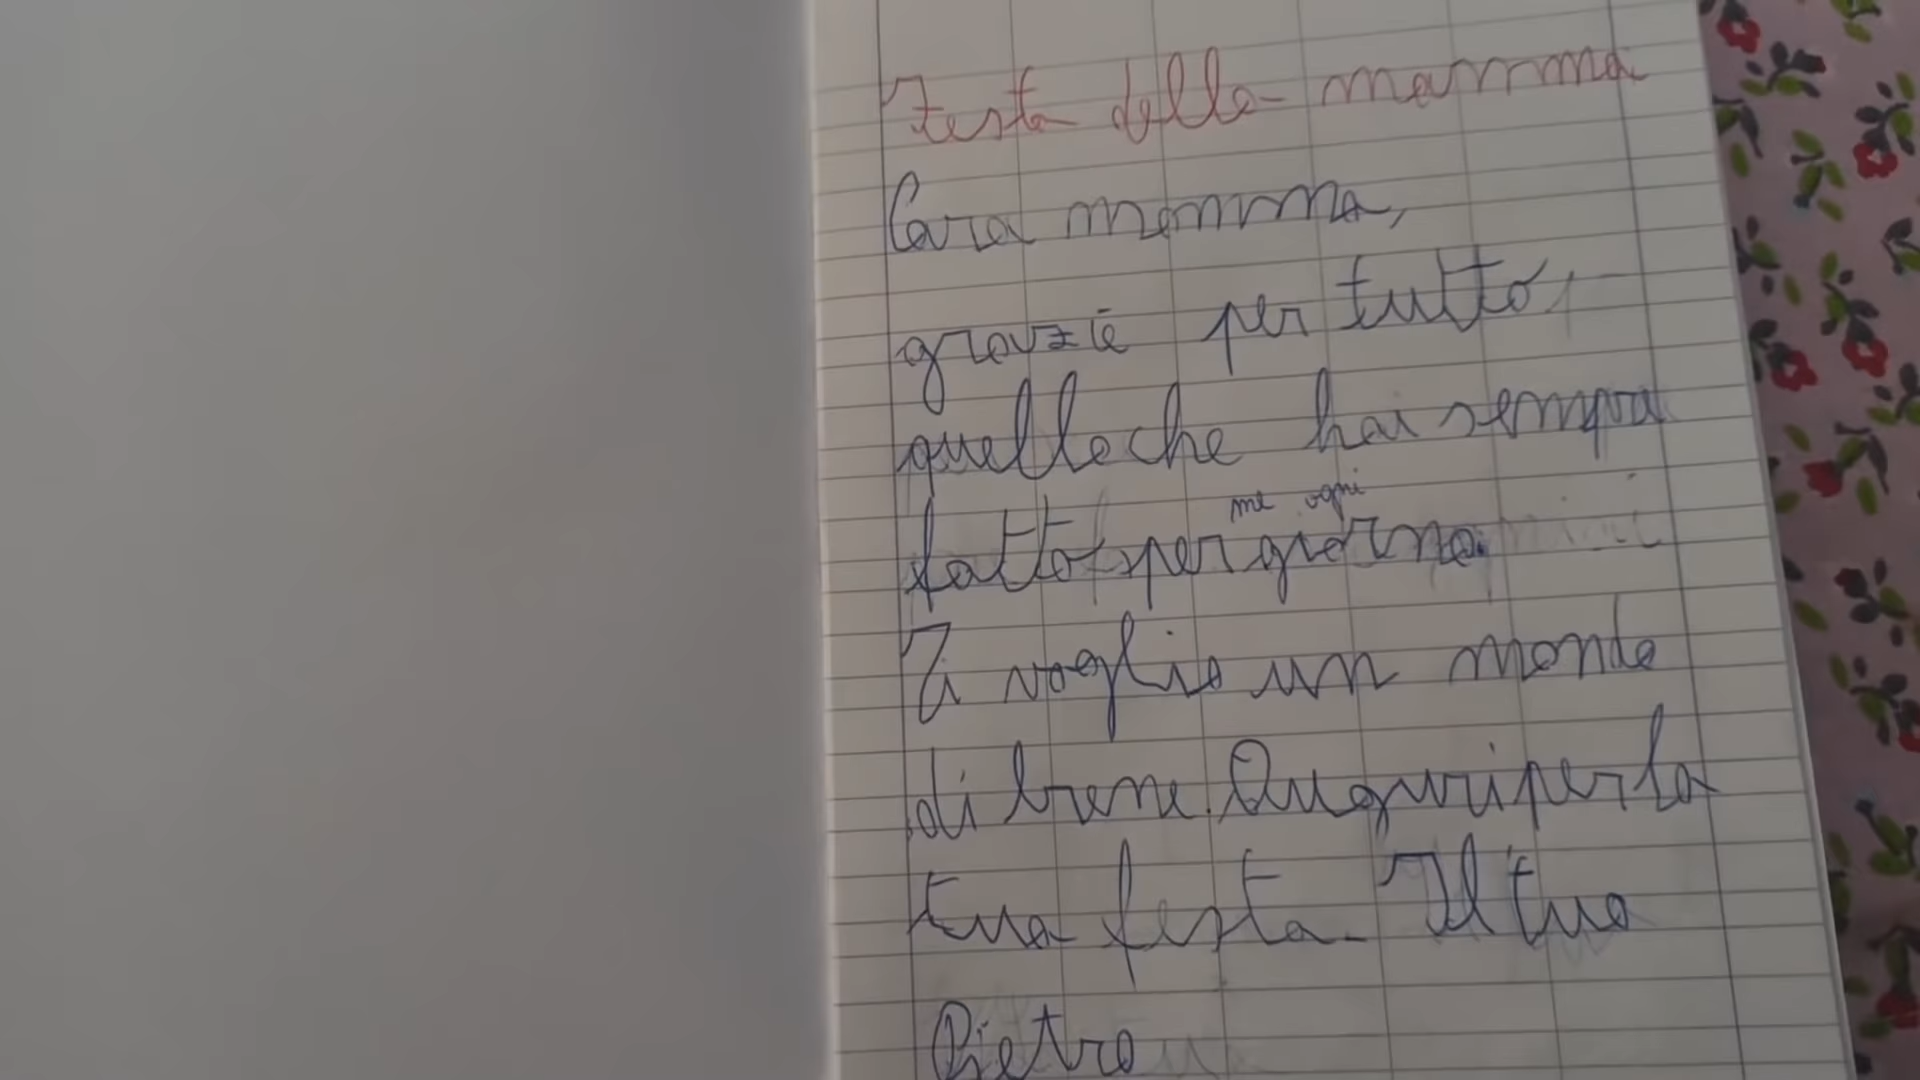 Festa della mamma
Cara mamma,
grazie per tutto
quello che hai sempre
me ogni
fatto per giorno.
Ti voglio un mondo
di bene. Auguri per la
tua festa. Il tuo
Pietro